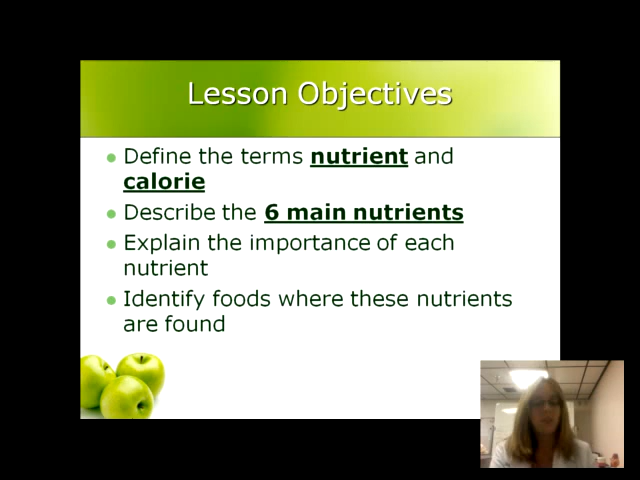 Lesson Objectives
Define the terms nutrient and
calorie
Describe the 6 main nutrients
Explain the importance of each
nutrient
Identify foods where these nutrients
are found